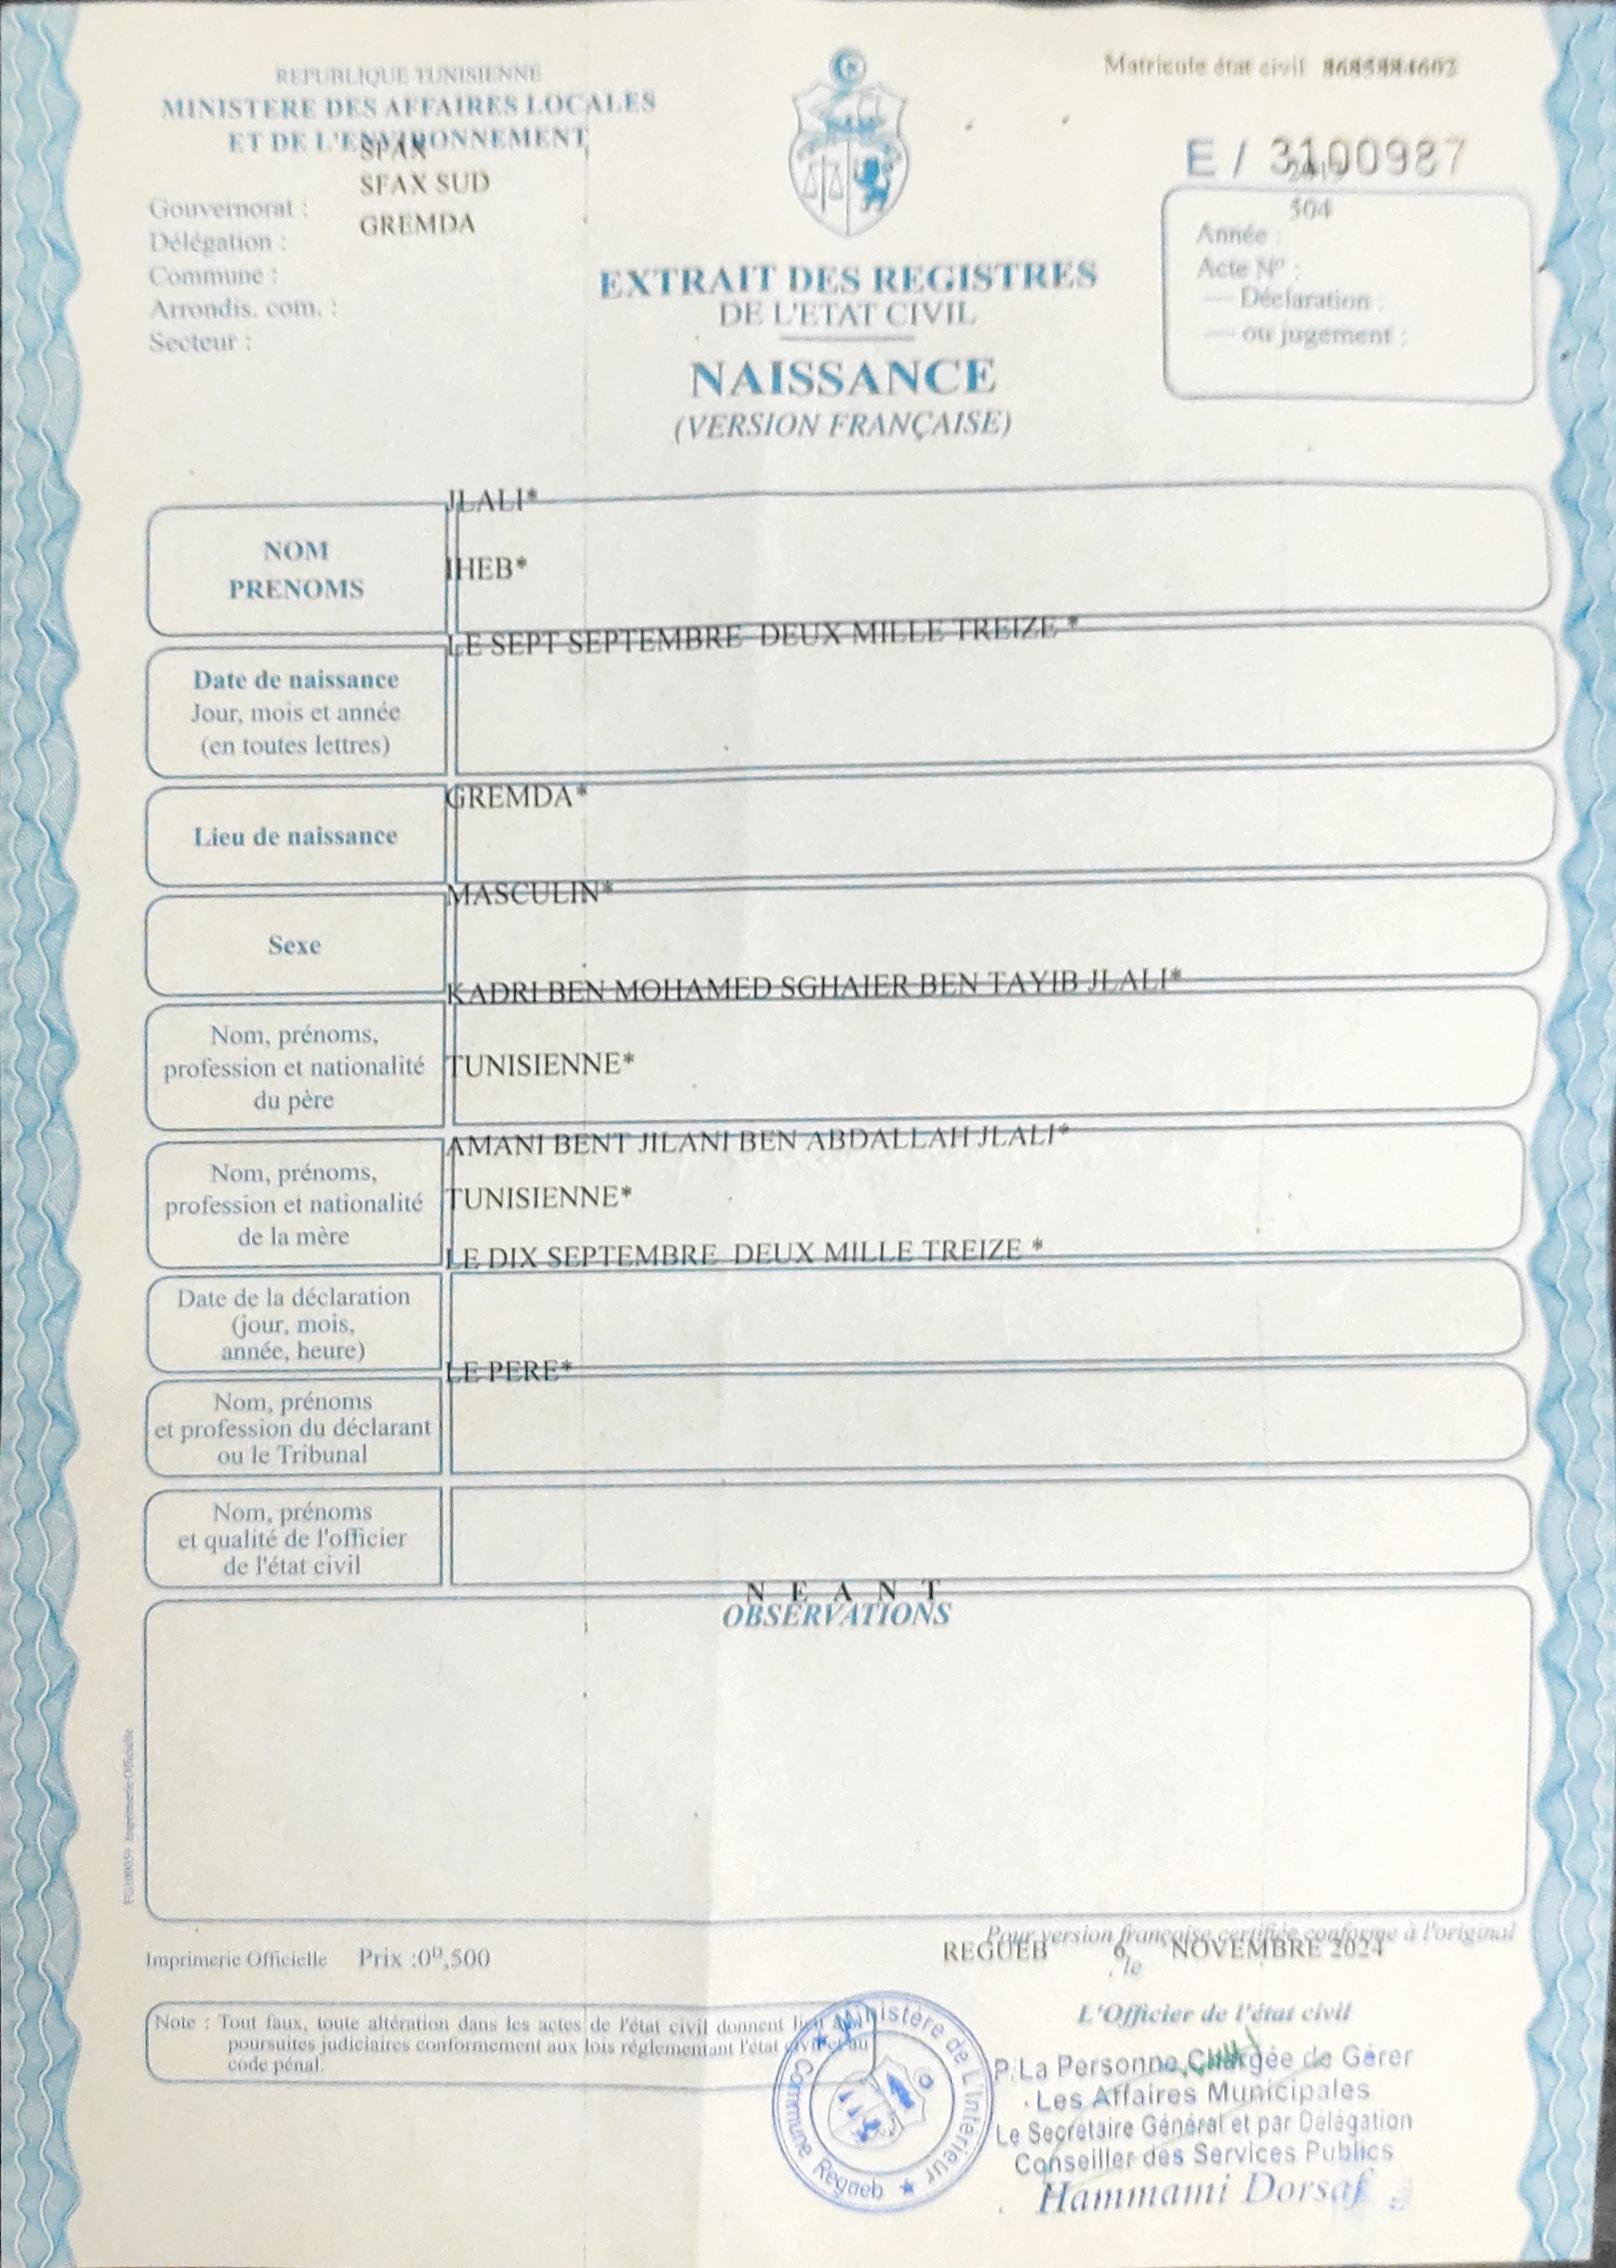 REPUBLIQUE TUNISIENNE
MINISTERE DES AFFAIRES LOCALES
ET DE L'ENVIRONNEMENT
SFAX
SFAX SUD
GREMDA
Gouvernorat :
Délégation :
Commune :
Arrondis. com. :
Secteur :
Matricule état civil
E / 3100987
504
Année :
Acte Nº :
— Déclaration :
— ou jugement :
EXTRAIT DES REGISTRES
DE L'ETAT CIVIL
NAISSANCE
(VERSION FRANÇAISE)
NOM
PRENOMS
JLALI*
IHEB*
Date de naissance
Jour, mois et année
(en toutes lettres)
LE SEPT SEPTEMBRE DEUX MILLE TREIZE *
Lieu de naissance
GREMDA*
Sexe
MASCULIN*
Nom, prénoms,
profession et nationalité
du père
KADRI BEN MOHAMED SGHAIER BEN TAYIB JLALI*
TUNISIENNE*
Nom, prénoms,
profession et nationalité
de la mère
AMANI BENT JILANI BEN ABDALLAH JLALI*
TUNISIENNE*
Date de la déclaration
(jour, mois,
année, heure)
LE DIX SEPTEMBRE DEUX MILLE TREIZE *
Nom, prénoms
et profession du déclarant
ou le Tribunal
LE PERE*
Nom, prénoms
et qualité de l'officier
de l'état civil
N E A N T
OBSERVATIONS
Imprimerie Officielle
Imprimerie Officielle Prix :0ᴰ,500
Pour version française certifiée conforme à l'original
REGUEB 6 NOVEMBRE 2024
, le
Note : Tout faux, toute altération dans les actes de l'état civil donnent lieu aux
poursuites judiciaires conformement aux lois réglementant l'état civil et au
code pénal.
Ministère de L'Intérieur
Commune Regueb
L'Officier de l'état civil
P/La Personne Chargée de Gérer
Les Affaires Municipales
Le Secrétaire Général et par Délégation
Conseiller des Services Publics
Hammami Dorsaf